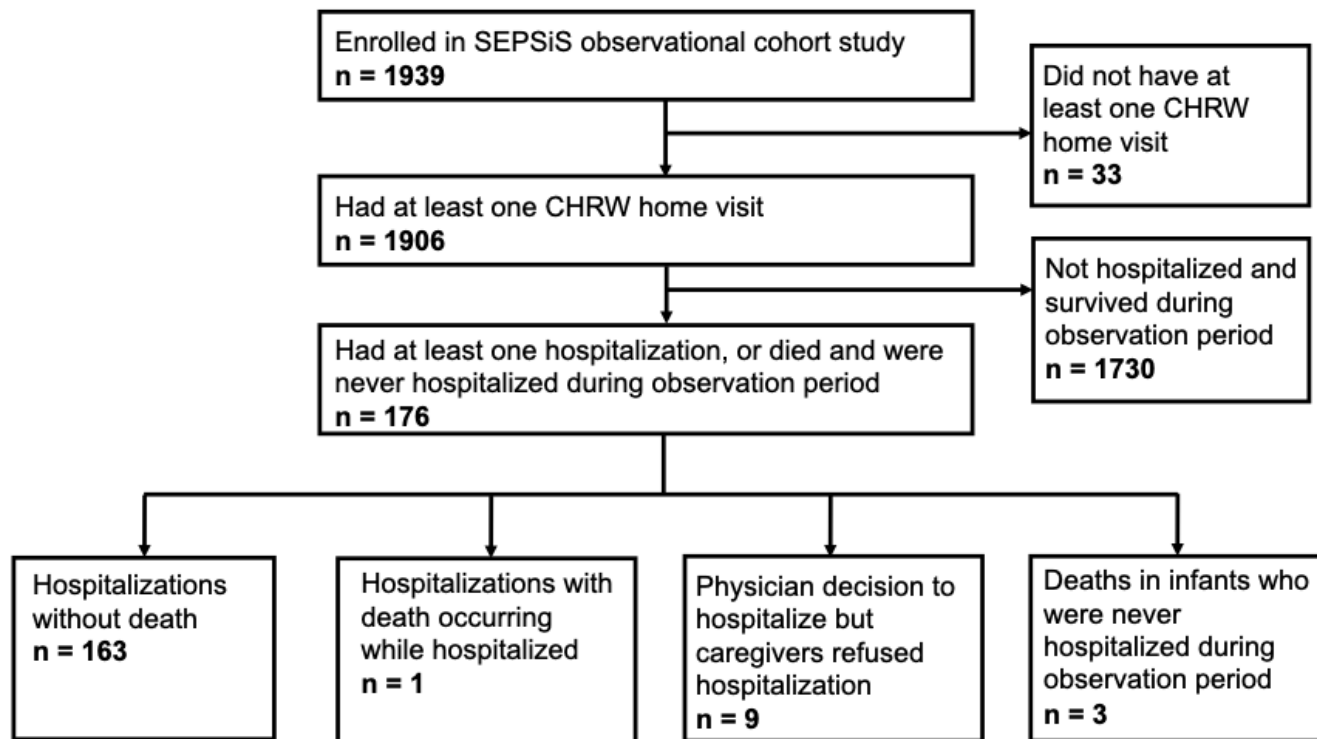 Enrolled in SEPSiS observational cohort study
n = 1939
Did not have at
least one CHRW
home visit
n = 33
Had at least one CHRW home visit
n = 1906
Not hospitalized and
survived during
observation period
n = 1730
Had at least one hospitalization, or died and were
never hospitalized during observation period
n = 176
Hospitalizations
without death
n = 163
Hospitalizations with
death occurring
while hospitalized
n = 1
Physician decision to
hospitalize but
caregivers refused
hospitalization
n = 9
Deaths in infants who
were never
hospitalized during
observation period
n = 3